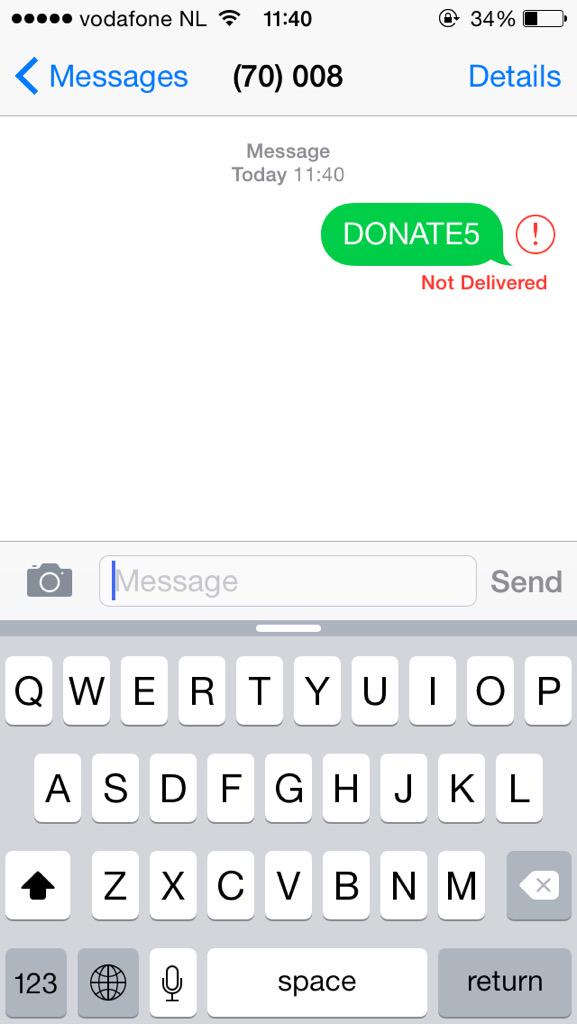 vodafone NL 11:40 34%
Messages (70) 008 Details
Message
Today 11:40
DONATE5 !
Not Delivered
Message Send
Q W E R T Y U I O P
A S D F G H J K L
Z X C V B N M
123 space return